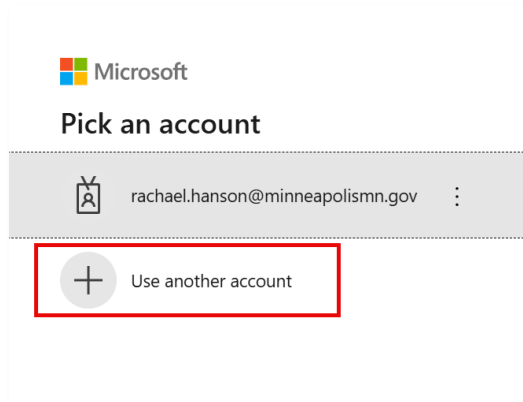 Microsoft
Pick an account
rachael.hanson@minneapolismn.gov
Use another account